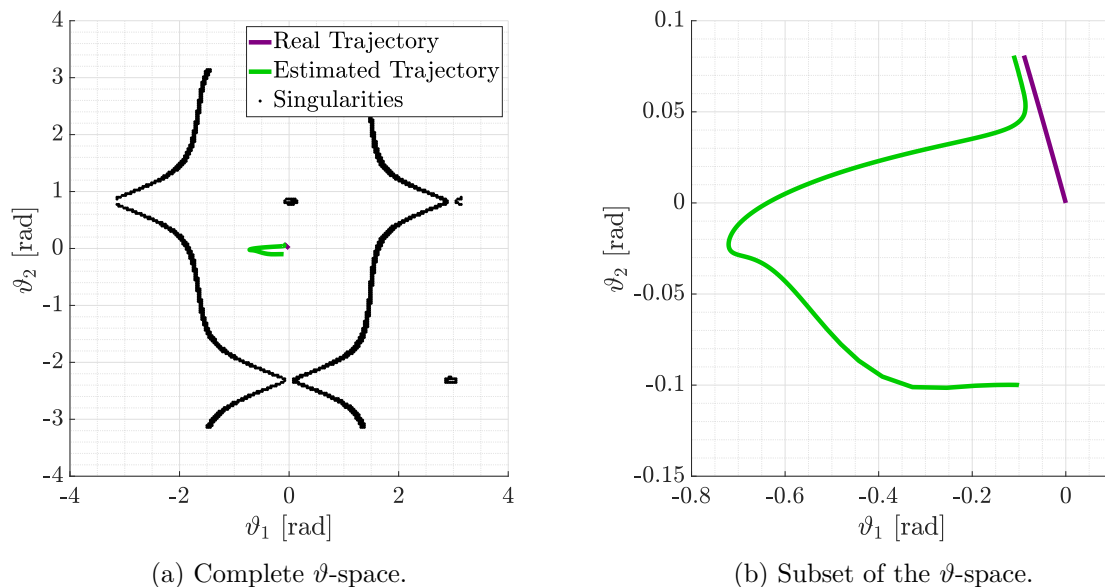 4
3
2
1
0
-1
-2
-3
-4
-4
-2
0
2
4
ϑ2 [rad]
ϑ1 [rad]
Real Trajectory
Estimated Trajectory
Singularities
(a) Complete ϑ-space.
0.1
0.05
0
-0.05
-0.1
-0.15
-0.8
-0.6
-0.4
-0.2
0
ϑ2 [rad]
ϑ1 [rad]
(b) Subset of the ϑ-space.